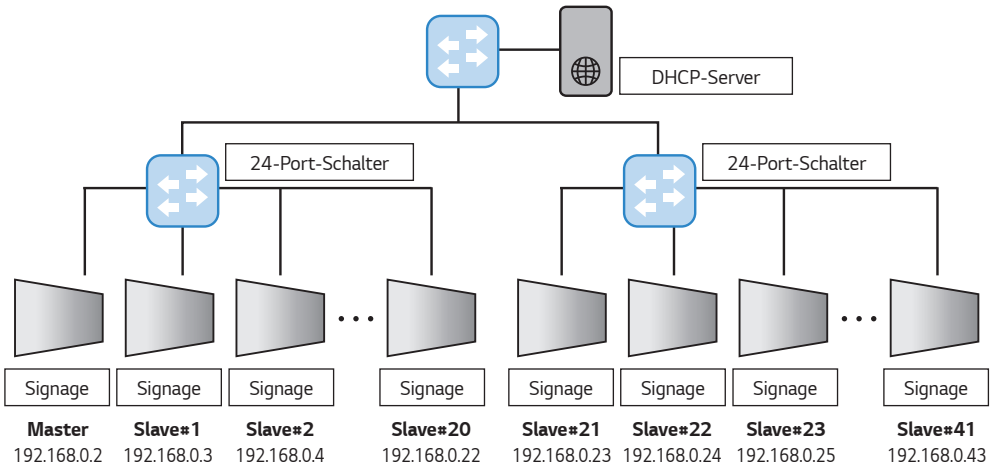 DHCP-Server
24-Port-Schalter
24-Port-Schalter
Signage
Signage
Signage
Signage
Signage
Signage
Signage
Signage
Master
Slave#1
Slave#2
Slave#20
Slave#21
Slave#22
Slave#23
Slave#41
192.168.0.2
192.168.0.3
192.168.0.4
192.168.0.22
192.168.0.23
192.168.0.24
192.168.0.25
192.168.0.43